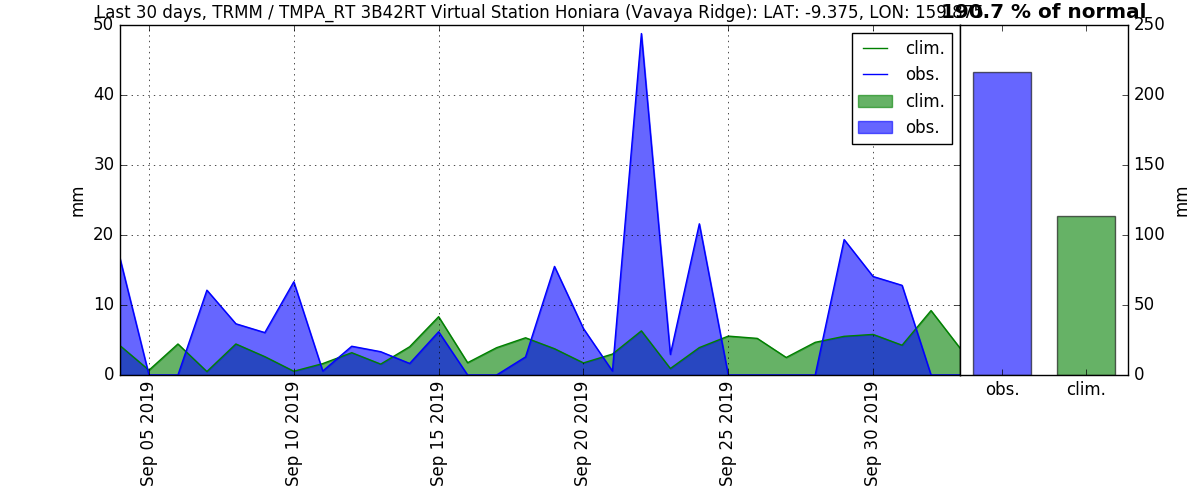 Last 30 days, TRMM / TMPA_RT 3B42RT Virtual Station Honiara (Vavaya Ridge): LAT: -9.375, LON:
190.7 % of normal
50
40
30
20
10
0
mm
clim.
obs.
clim.
obs.
Sep 05 2019
Sep 10 2019
Sep 15 2019
Sep 20 2019
Sep 25 2019
Sep 30 2019
250
200
150
100
50
0
mm
obs.
clim.